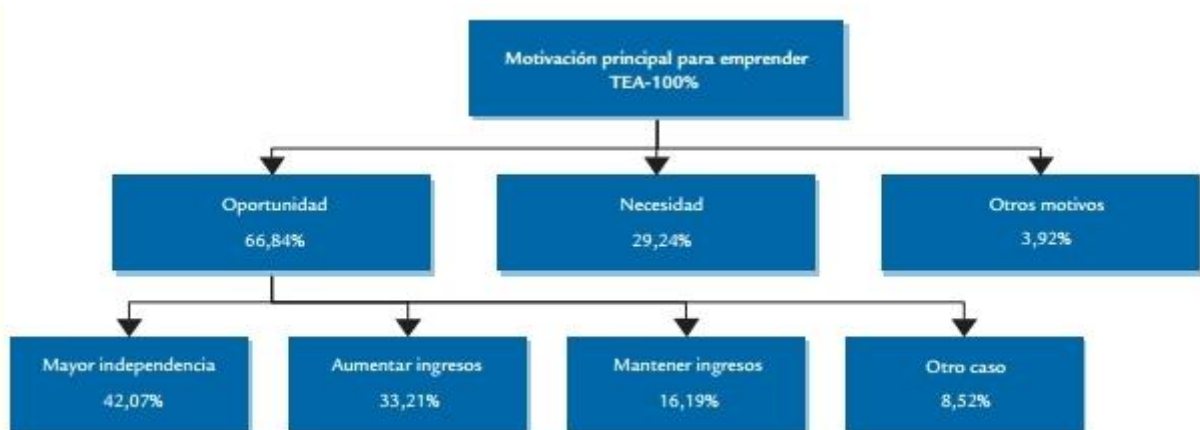 Motivación principal para emprender
TEA-100%
Oportunidad
66,84%
Necesidad
29,24%
Otros motivos
3,92%
Mayor independencia
42,07%
Aumentar ingresos
33,21%
Mantener ingresos
16,19%
Otro caso
8,52%